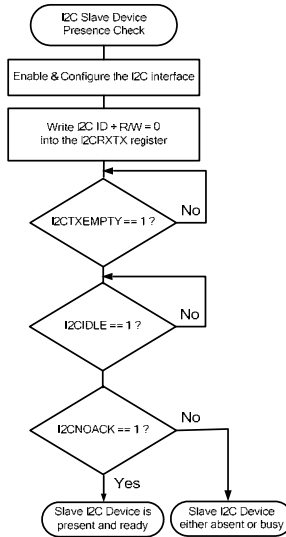 I2C Slave Device
Presence Check
Enable & Configure the I2C interface
Write I2C ID + R/W = 0
into the I2CRXTX register
I2CTXEMPTY == 1 ?
No
I2CIDLE == 1 ?
No
I2CNOACK == 1 ?
No
Yes
Slave I2C Device is
present and ready
Slave I2C Device
either absent or busy